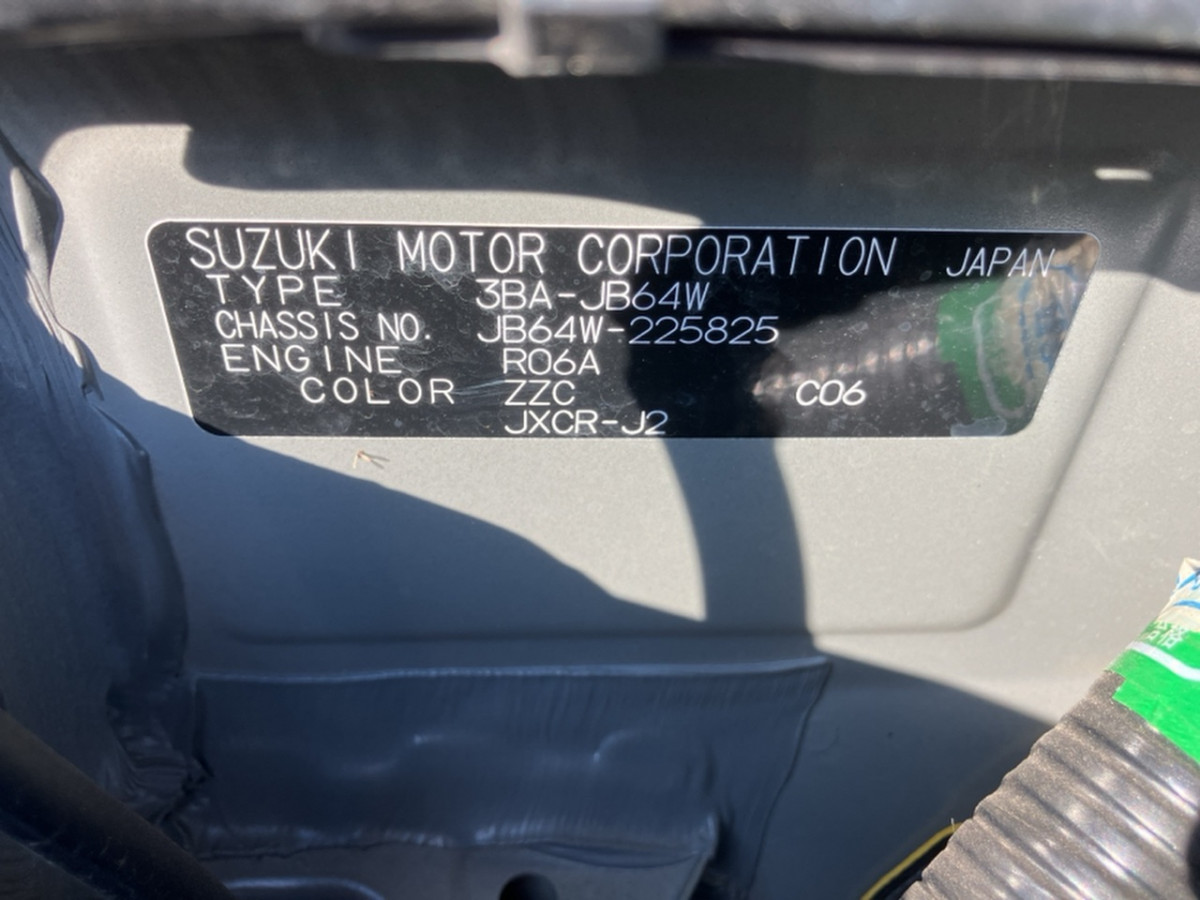 SUZUKI MOTOR CORPORATION JAPAN
TYPE 3BA-JB64W
CHASSIS NO. JB64W-225825
ENGINE R06A
COLOR ZZC C06
JXCR-J2